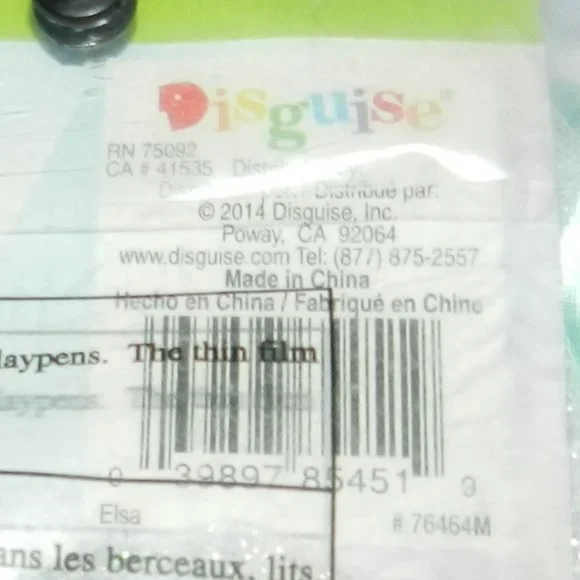 Disguise®
RN 75092
CA # 41535
Distribué par:
© 2014 Disguise, Inc.
Poway, CA 92064
www.disguise.com Tel: (877) 875-2557
Made in China
Hecho en China / Fabriqué en Chine
laypens. The thin film
0 39897 85451 9
Elsa # 76464M
ans les berceaux, lits